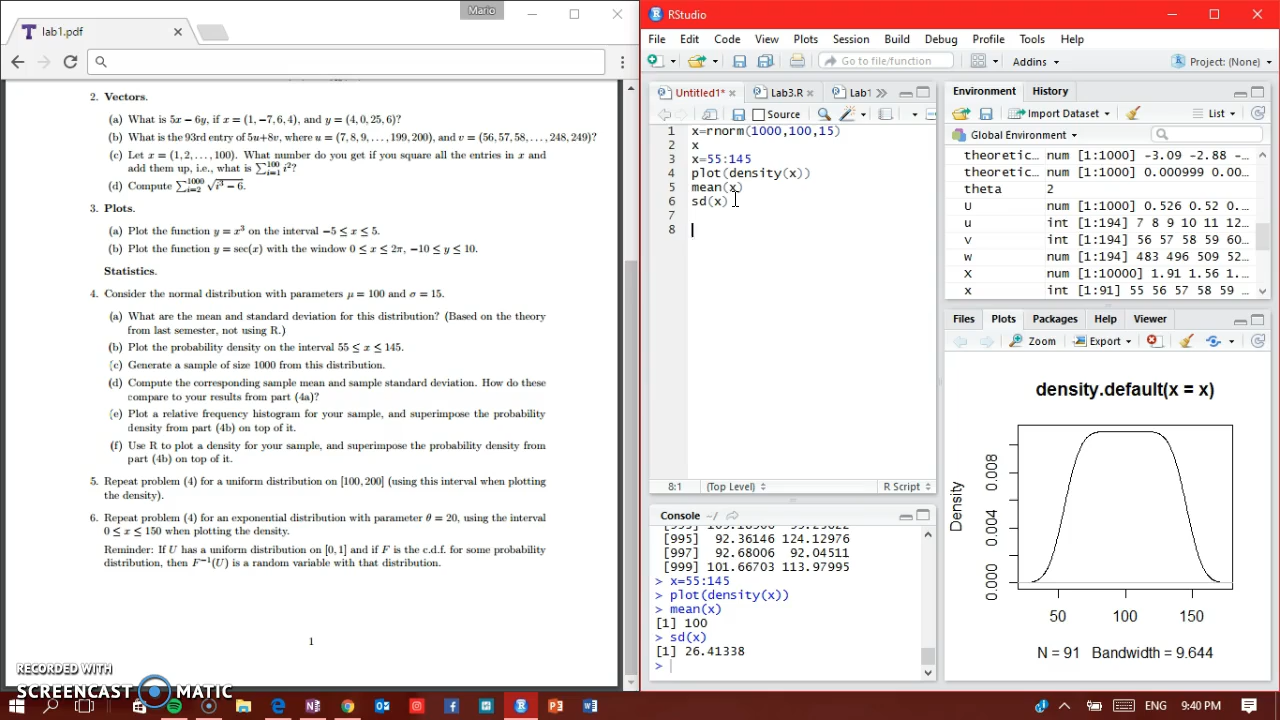 Mario
lab1.pdf
2. Vectors.
(a) What is 5x − 6y, if x = (1, −7, 6, 4), and y = (4, 0, 25, 6)?
(b) What is the 93rd entry of 5u+8v, where u = (7, 8, 9, . . . , 199, 200), and v = (56, 57, 58, . . . , 248, 249)?
(c) Let x = (1, 2, . . . , 100). What number do you get if you square all the entries in x and
add them up, i.e., what is ∑_{i=1}^{100} i²?
(d) Compute ∑_{i=2}^{1000} √(i³ − 6).
3. Plots.
(a) Plot the function y = x³ on the interval −5 ≤ x ≤ 5.
(b) Plot the function y = sec(x) with the window 0 ≤ x ≤ 2π, −10 ≤ y ≤ 10.
Statistics.
4. Consider the normal distribution with parameters μ = 100 and σ = 15.
(a) What are the mean and standard deviation for this distribution? (Based on the theory
from last semester, not using R.)
(b) Plot the probability density on the interval 55 ≤ x ≤ 145.
(c) Generate a sample of size 1000 from this distribution.
(d) Compute the corresponding sample mean and sample standard deviation. How do these
compare to your results from part (4a)?
(e) Plot a relative frequency histogram for your sample, and superimpose the probability
density from part (4b) on top of it.
(f) Use R to plot a density for your sample, and superimpose the probability density from
part (4b) on top of it.
5. Repeat problem (4) for a uniform distribution on [100, 200] (using this interval when plotting
the density).
6. Repeat problem (4) for an exponential distribution with parameter θ = 20, using the interval
0 ≤ x ≤ 150 when plotting the density.
Reminder: If U has a uniform distribution on [0, 1] and if F is the c.d.f. for some probability
distribution, then F⁻¹(U) is a random variable with that distribution.
1
RECORDED WITH
SCREENCAST MATIC
RStudio
File Edit Code View Plots Session Build Debug Profile Tools Help
Go to file/function Addins Project: (None)
Untitled1* Lab3.R Lab1
Source
1 x=rnorm(1000,100,15)
2 x
3 x=55:145
4 plot(density(x))
5 mean(x)
6 sd(x)
7
8
8:1 (Top Level) R Script
Console ~/
[995] 92.36146 124.12976
[997] 92.68006 92.04511
[999] 101.66703 113.97995
> x=55:145
> plot(density(x))
> mean(x)
[1] 100
> sd(x)
[1] 26.41338
>
Environment History
Import Dataset List
Global Environment
theoretic… num [1:1000] -3.09 -2.88 -…
theoretic… num [1:1000] 0.000999 0.00…
theta 2
U num [1:1000] 0.526 0.52 0.…
u int [1:194] 7 8 9 10 11 12…
v int [1:194] 56 57 58 59 60…
w num [1:194] 483 496 509 52…
X num [1:10000] 1.91 1.56 1.…
x int [1:91] 55 56 57 58 59 …
Files Plots Packages Help Viewer
Zoom Export
density.default(x = x)
Density
0.000 0.004 0.008
50 100 150
N = 91 Bandwidth = 9.644
9:40 PM